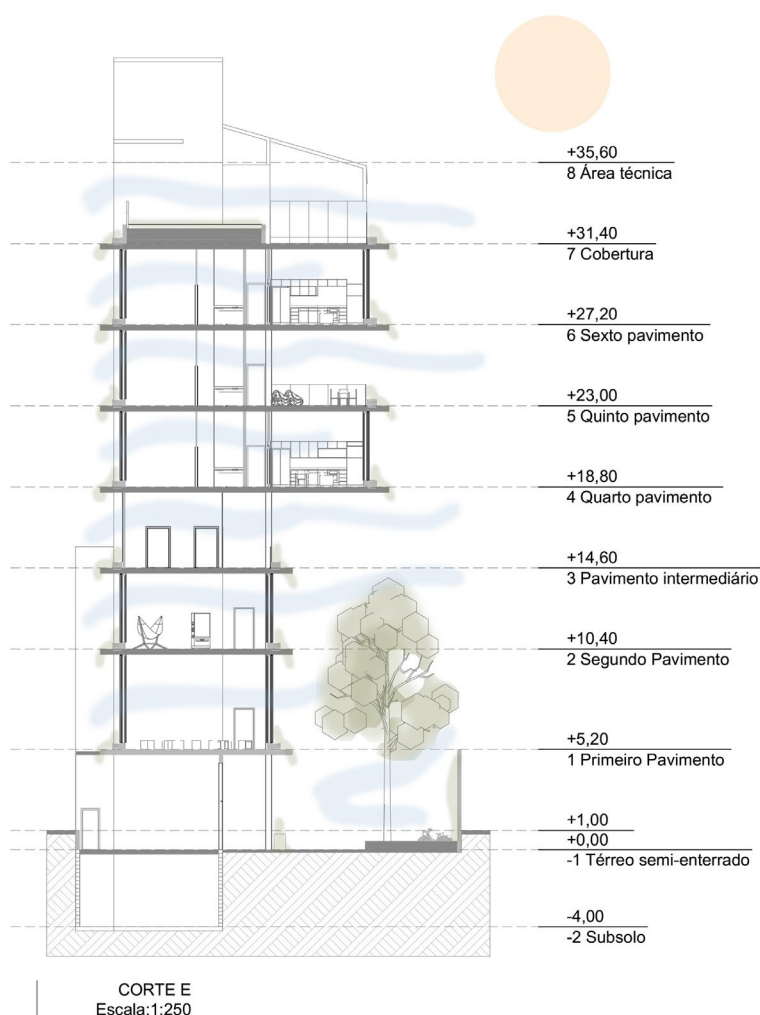 +35,60
8 Área técnica
+31,40
7 Cobertura
+27,20
6 Sexto pavimento
+23,00
5 Quinto pavimento
+18,80
4 Quarto pavimento
+14,60
3 Pavimento intermediário
+10,40
2 Segundo Pavimento
+5,20
1 Primeiro Pavimento
+1,00
+0,00
-1 Térreo semi-enterrado
-4,00
-2 Subsolo
CORTE E
Escala:1:250